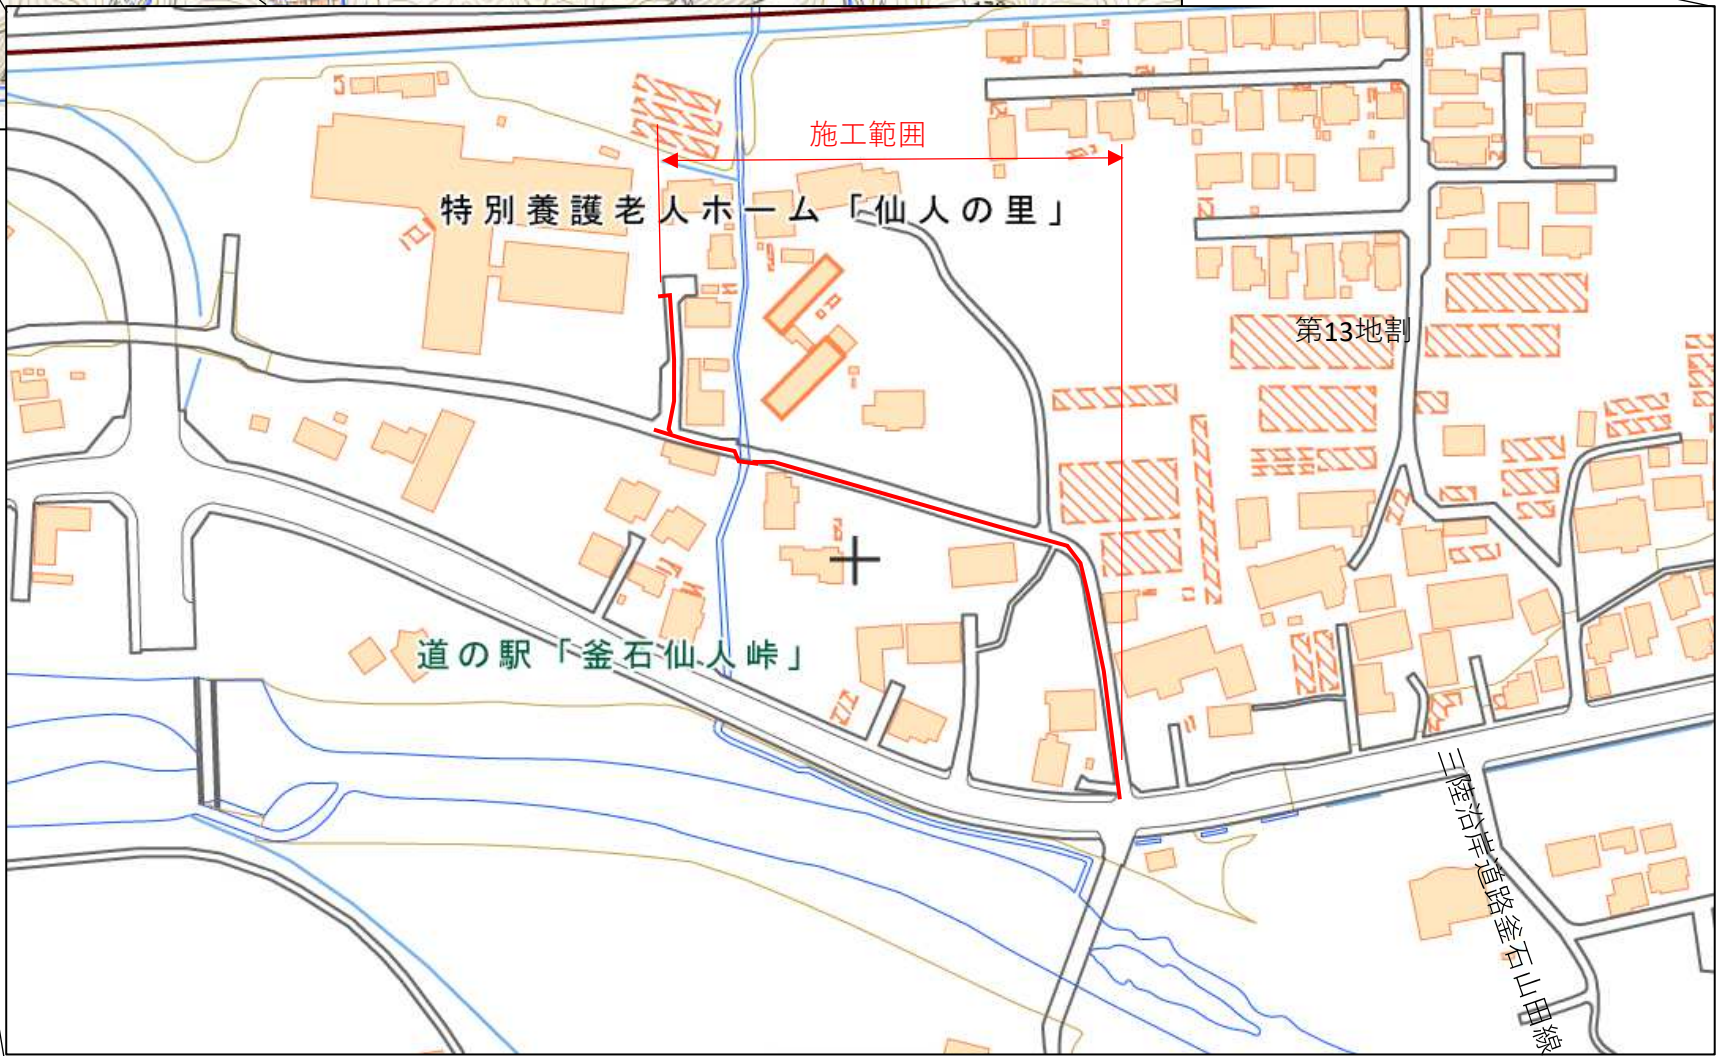 施工範囲
特別養護老人ホーム「仙人の里」
第13地割
道の駅「釜石仙人峠」
三陸沿岸道路釜石山田線